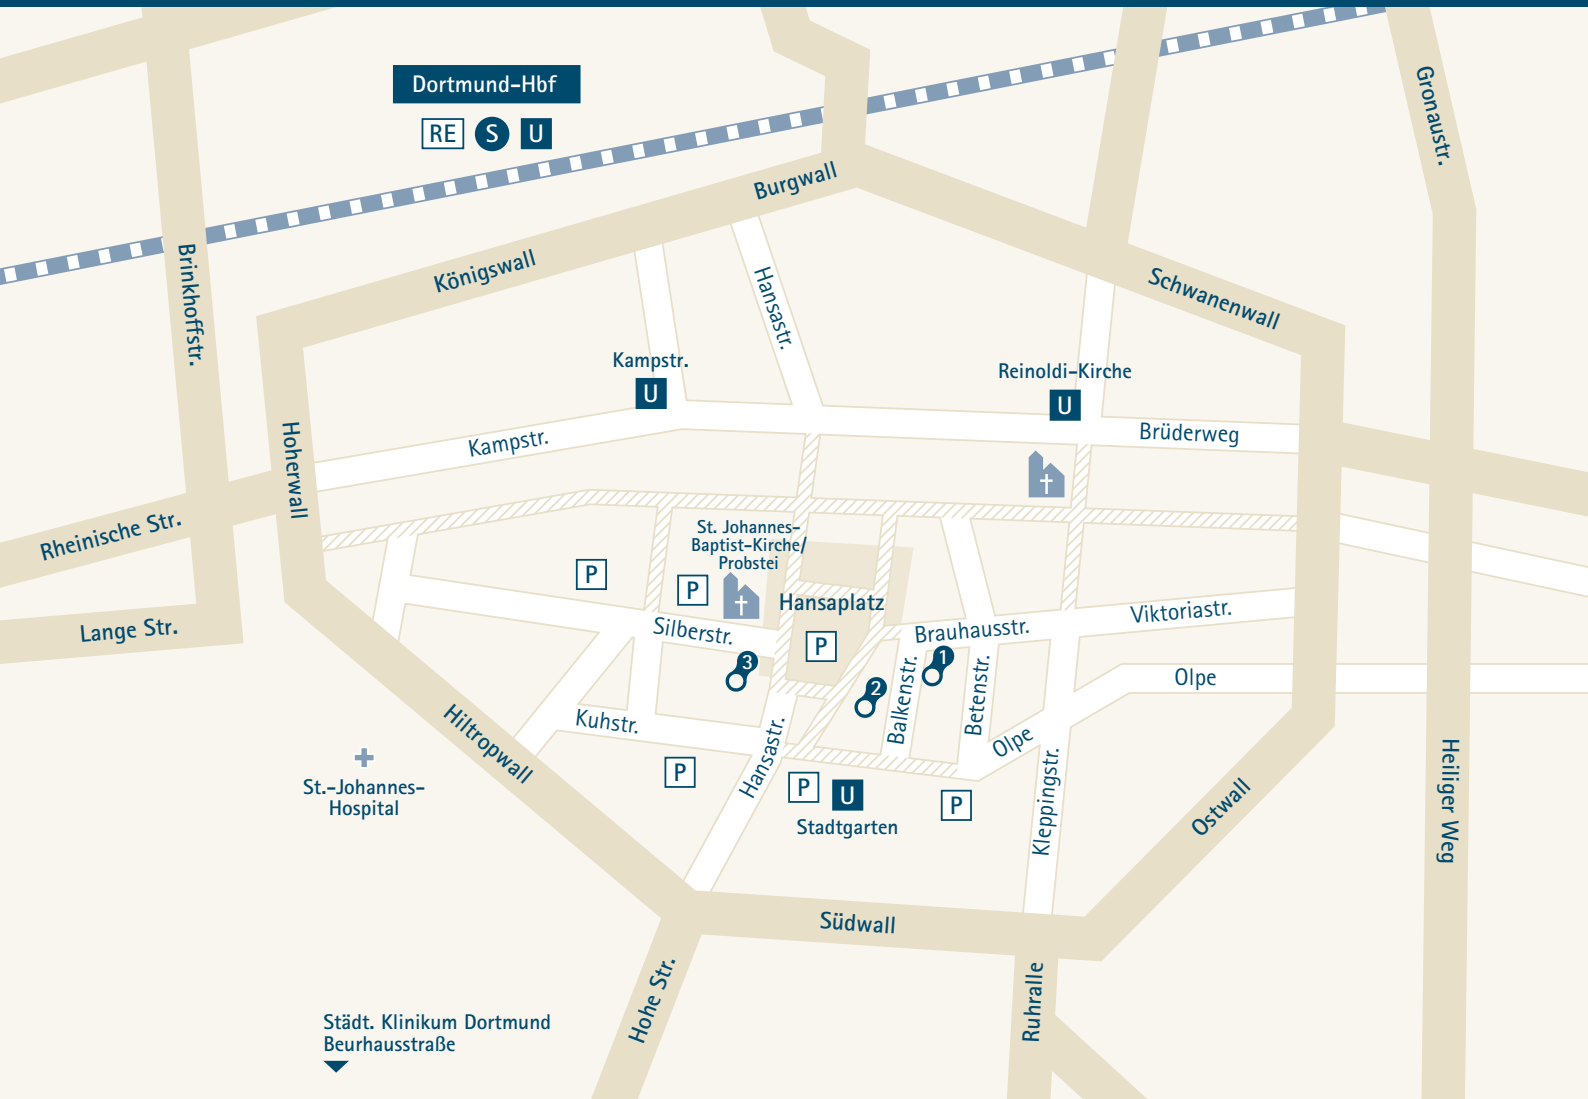 Dortmund-Hbf
RE S U
Gronaustr.
Burgwall
Brinkhoffstr.
Königswall
Hansastr.
Schwanenwall
Kampstr.
U
Reinoldi-Kirche
U
Hoherwall
Kampstr.
Brüderweg
Rheinische Str.
St. Johannes-
Baptist-Kirche/
Probstei
P
P
Hansaplatz
P
Lange Str.
Silberstr.
Brauhausstr.
Viktoriastr.
3
2
1
Balkenstr.
Betenstr.
Olpe
Kuhstr.
Hiltropwall
Hansastr.
Olpe
St.-Johannes-
Hospital
P
P
U
P
Stadtgarten
Kleppingstr.
Ostwall
Heiliger Weg
Südwall
Hohe Str.
Ruhralle
Städt. Klinikum Dortmund
Beurhausstraße